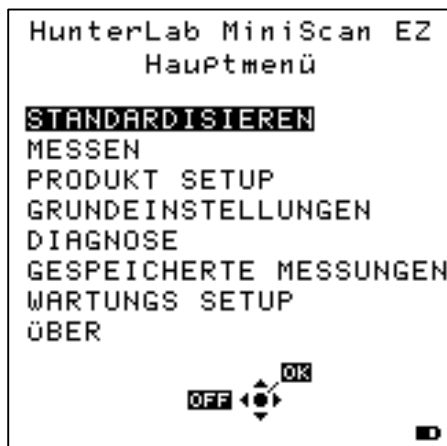 HunterLab MiniScan EZ
Hauptmenü
STANDARDISIEREN
MESSEN
PRODUKT SETUP
GRUNDEINSTELLUNGEN
DIAGNOSE
GESPEICHERTE MESSUNGEN
WARTUNGS SETUP
üBER
OK
OFF